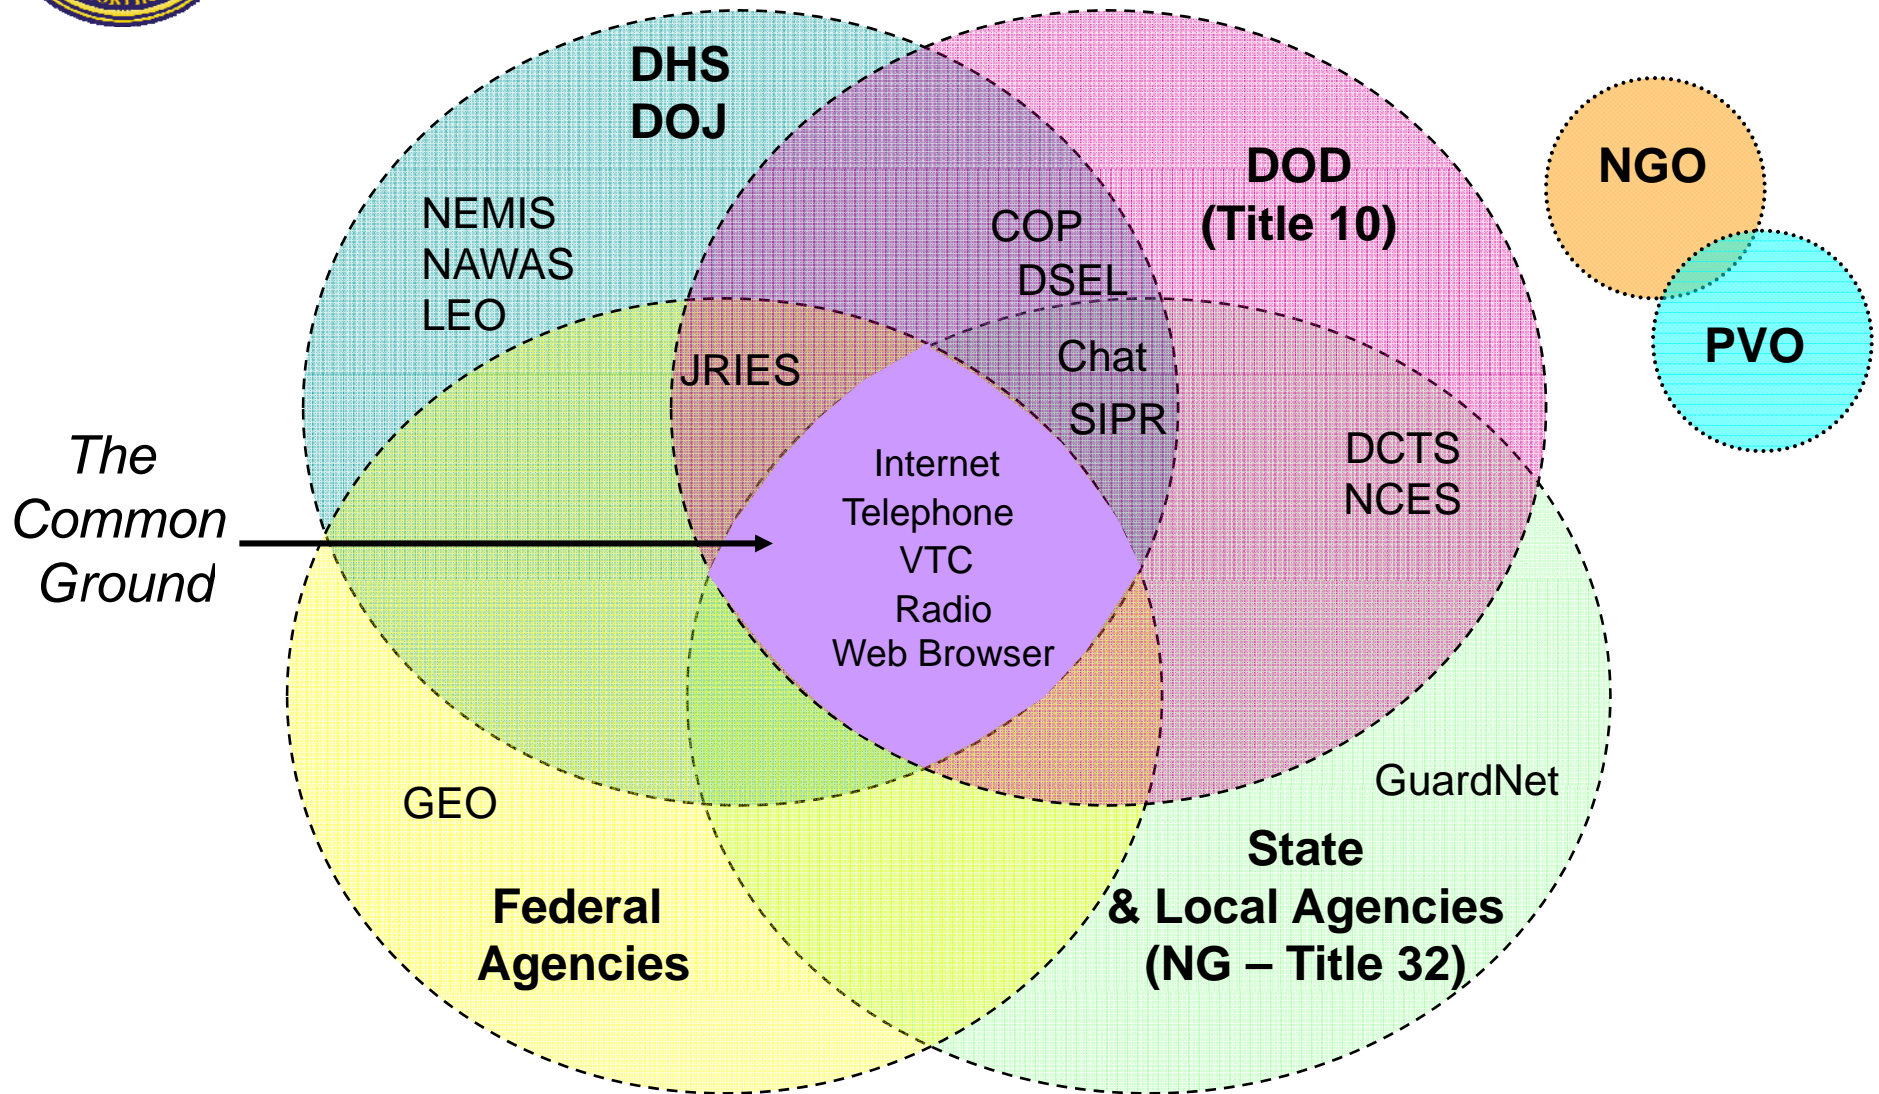 DHS
DOJ
DOD
(Title 10)
NGO
PVO
NEMIS
NAWAS
LEO
COP
DSEL
JRIES
Chat
SIPR
DCTS
NCES
The
Common
Ground
Internet
Telephone
VTC
Radio
Web Browser
GEO
GuardNet
Federal
Agencies
State
& Local Agencies
(NG – Title 32)